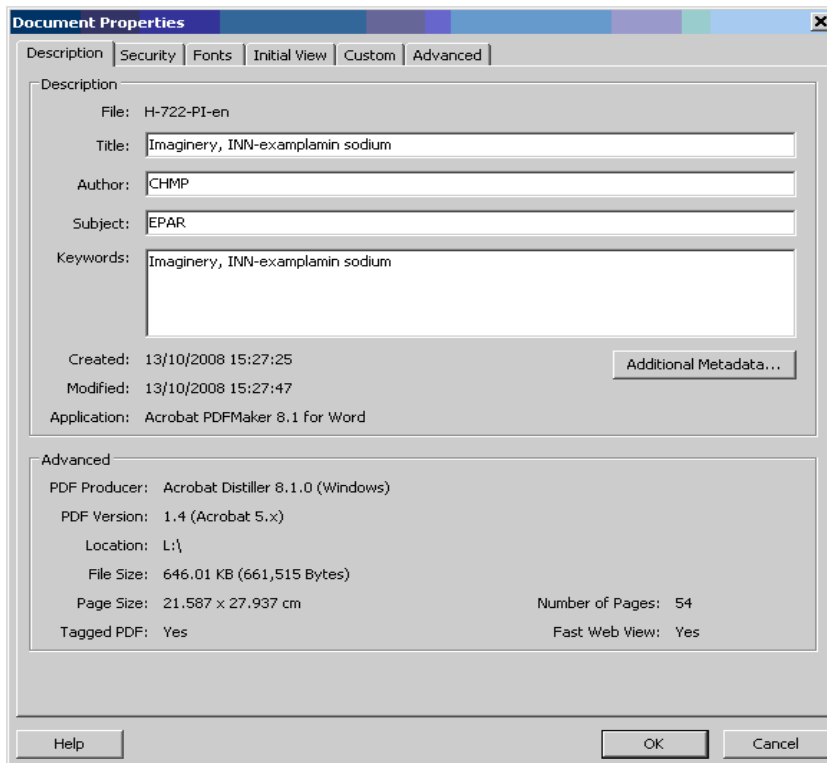 Document Properties
Description Security Fonts Initial View Custom Advanced
Description
File: H-722-PI-en
Title: Imaginery, INN-examplamin sodium
Author: CHMP
Subject: EPAR
Keywords: Imaginery, INN-examplamin sodium
Created: 13/10/2008 15:27:25
Additional Metadata...
Modified: 13/10/2008 15:27:47
Application: Acrobat PDFMaker 8.1 for Word
Advanced
PDF Producer: Acrobat Distiller 8.1.0 (Windows)
PDF Version: 1.4 (Acrobat 5.x)
Location: L:\
File Size: 646.01 KB (661,515 Bytes)
Page Size: 21.587 x 27.937 cm Number of Pages: 54
Tagged PDF: Yes Fast Web View: Yes
Help OK Cancel